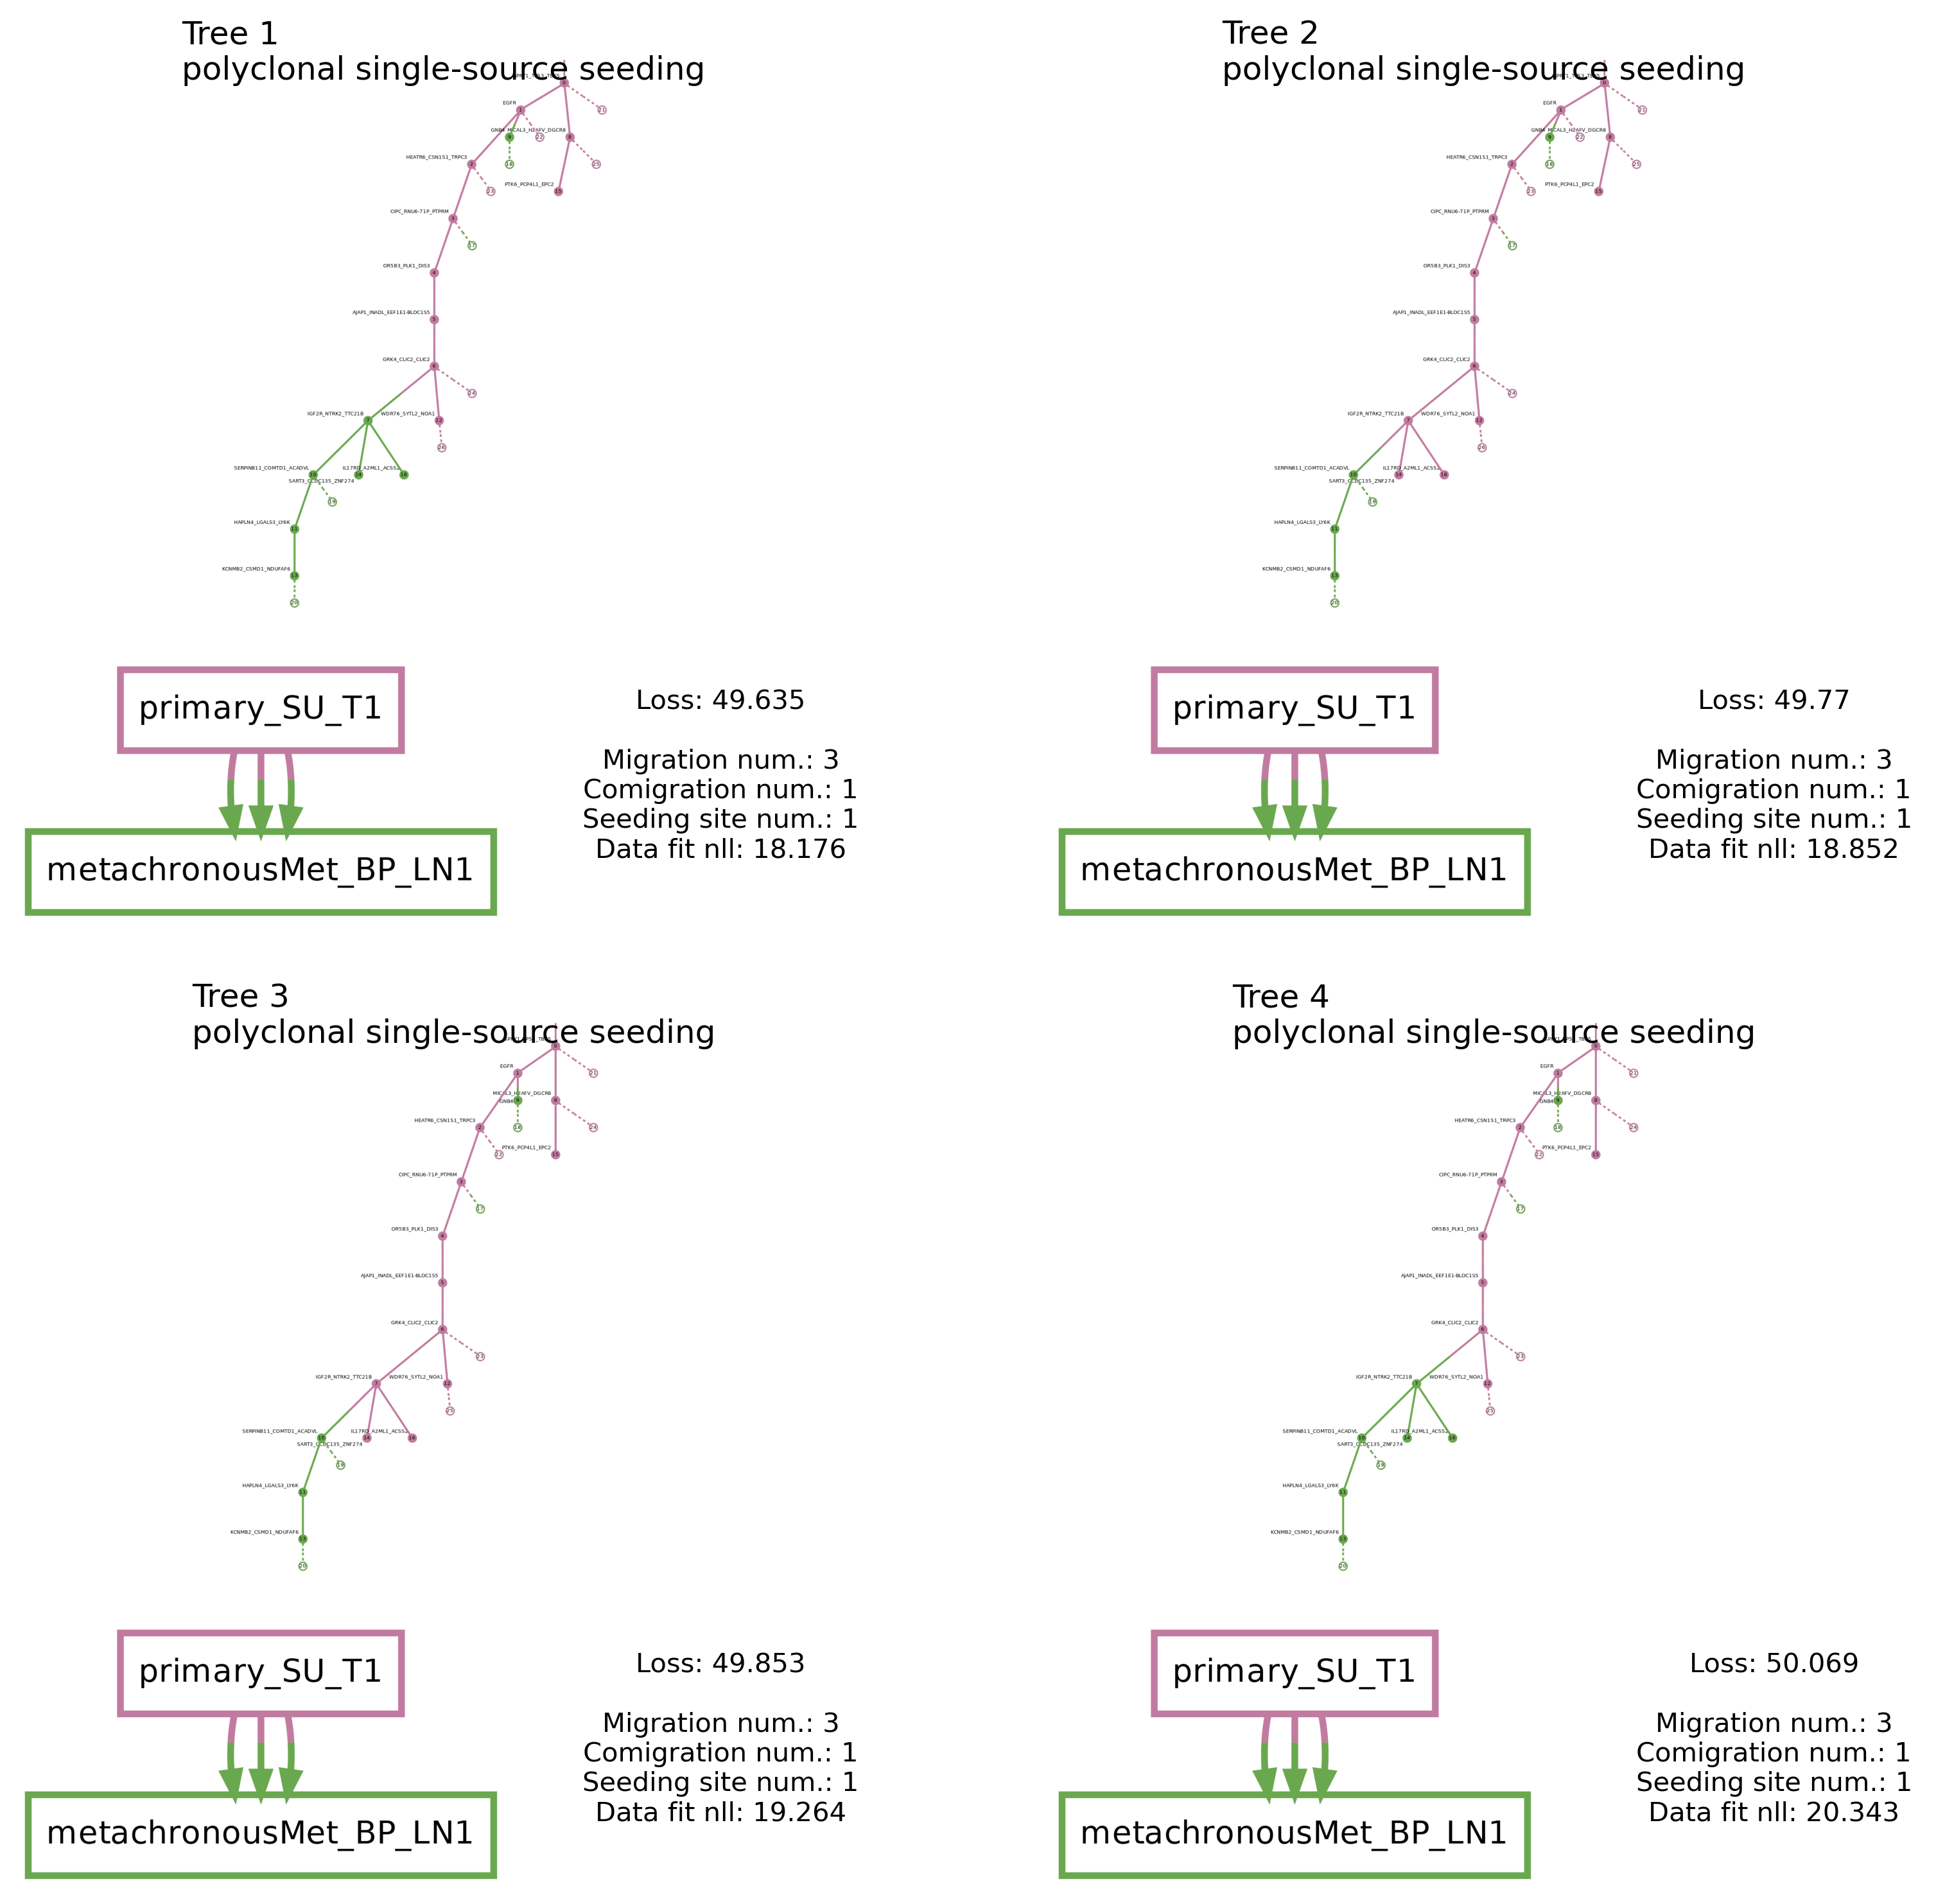 Tree 1
polyclonal single-source seeding
EGFR
GNB4 MICAL3_H2AFV_DGCR8
HEATR6_CSN1S1_TRPC3
PTK6_PCP4L1_EPC2
CIPC_RNU6-71P_PTPRM
OR5B3_PLK1_DIS3
AJAP1_INADL_EEF1E1-BLOC1S5
GRK4_CLIC2_CLIC2
IGF2R_NTRK2_TTC21B
WDR76_SYTL2_NOA1
SERPINB11_COMTD1_ACADVL
IL17RD_A2ML1_ACSS2
SART3_CCDC135_ZNF274
HAPLN4_LGALS3_LY6K
KCNMB2_CSMD1_NDUFAF6
primary_SU_T1
metachronousMet_BP_LN1
Loss: 49.635
Migration num.: 3
Comigration num.: 1
Seeding site num.: 1
Data fit nll: 18.176
Tree 2
polyclonal single-source seeding
EGFR
GNB4 MICAL3_H2AFV_DGCR8
HEATR6_CSN1S1_TRPC3
PTK6_PCP4L1_EPC2
CIPC_RNU6-71P_PTPRM
OR5B3_PLK1_DIS3
AJAP1_INADL_EEF1E1-BLOC1S5
GRK4_CLIC2_CLIC2
IGF2R_NTRK2_TTC21B
WDR76_SYTL2_NOA1
SERPINB11_COMTD1_ACADVL
IL17RD_A2ML1_ACSS2
SART3_CCDC135_ZNF274
HAPLN4_LGALS3_LY6K
KCNMB2_CSMD1_NDUFAF6
primary_SU_T1
metachronousMet_BP_LN1
Loss: 49.77
Migration num.: 3
Comigration num.: 1
Seeding site num.: 1
Data fit nll: 18.852
Tree 3
polyclonal single-source seeding
EGFR
MICAL3_H2AFV_DGCR8
GNB4
HEATR6_CSN1S1_TRPC3
PTK6_PCP4L1_EPC2
CIPC_RNU6-71P_PTPRM
OR5B3_PLK1_DIS3
AJAP1_INADL_EEF1E1-BLOC1S5
GRK4_CLIC2_CLIC2
IGF2R_NTRK2_TTC21B
WDR76_SYTL2_NOA1
SERPINB11_COMTD1_ACADVL
IL17RD_A2ML1_ACSS2
SART3_CCDC135_ZNF274
HAPLN4_LGALS3_LY6K
KCNMB2_CSMD1_NDUFAF6
primary_SU_T1
metachronousMet_BP_LN1
Loss: 49.853
Migration num.: 3
Comigration num.: 1
Seeding site num.: 1
Data fit nll: 19.264
Tree 4
polyclonal single-source seeding
EGFR
MICAL3_H2AFV_DGCR8
GNB4
HEATR6_CSN1S1_TRPC3
PTK6_PCP4L1_EPC2
CIPC_RNU6-71P_PTPRM
OR5B3_PLK1_DIS3
AJAP1_INADL_EEF1E1-BLOC1S5
GRK4_CLIC2_CLIC2
IGF2R_NTRK2_TTC21B
WDR76_SYTL2_NOA1
SERPINB11_COMTD1_ACADVL
IL17RD_A2ML1_ACSS2
SART3_CCDC135_ZNF274
HAPLN4_LGALS3_LY6K
KCNMB2_CSMD1_NDUFAF6
primary_SU_T1
metachronousMet_BP_LN1
Loss: 50.069
Migration num.: 3
Comigration num.: 1
Seeding site num.: 1
Data fit nll: 20.343